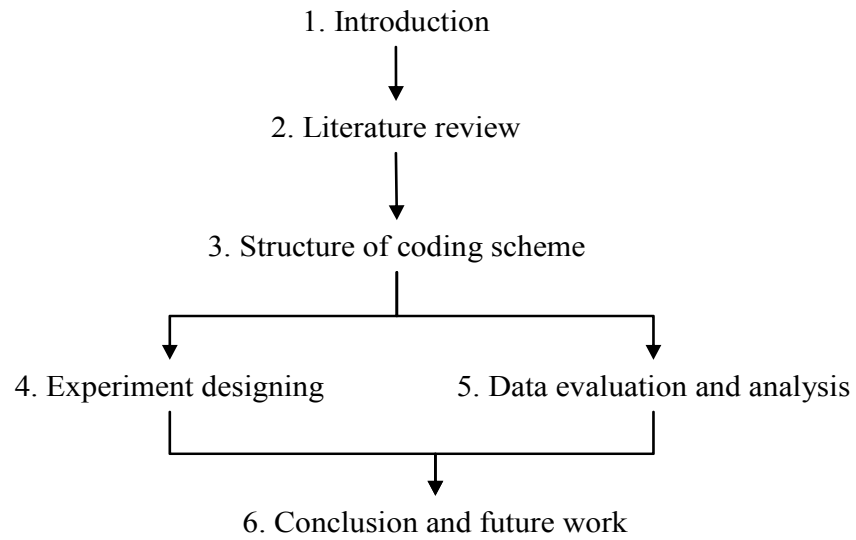 1. Introduction
2. Literature review
3. Structure of coding scheme
4. Experiment designing
5. Data evaluation and analysis
6. Conclusion and future work